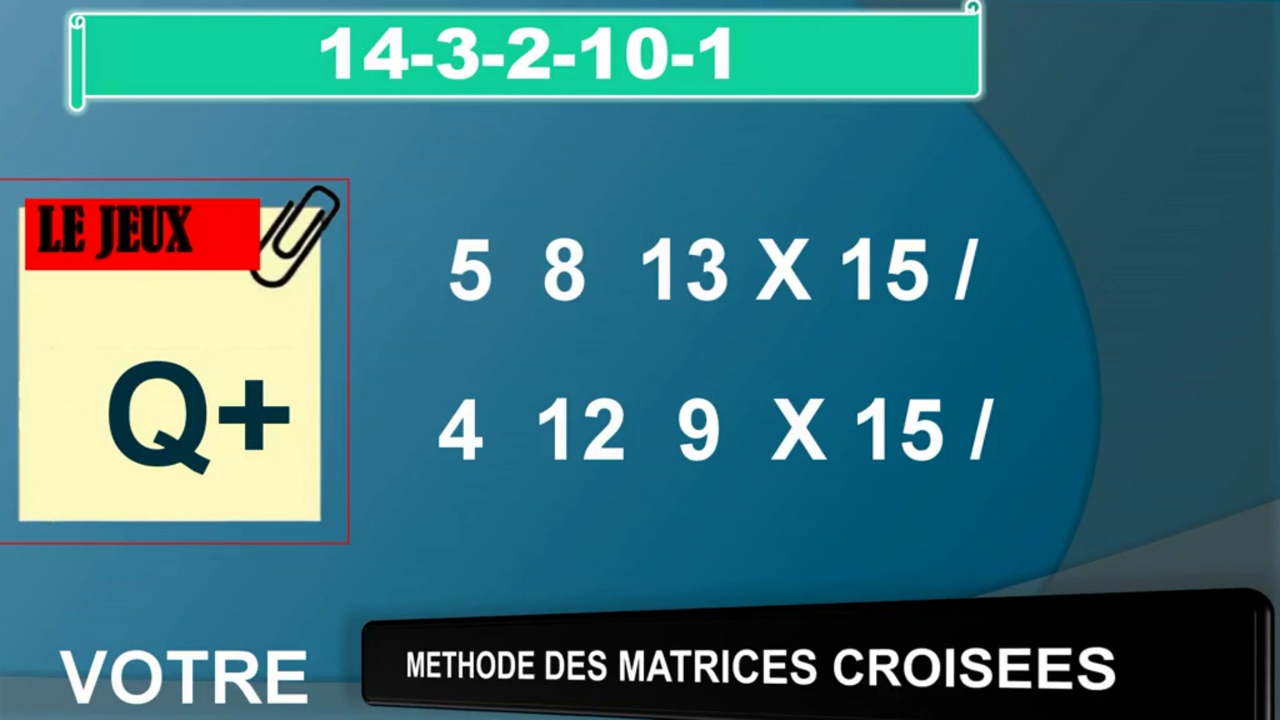 14-3-2-10-1
LE JEUX
Q+
5 8 13 X 15 /
4 12 9 X 15 /
VOTRE
METHODE DES MATRICES CROISEES